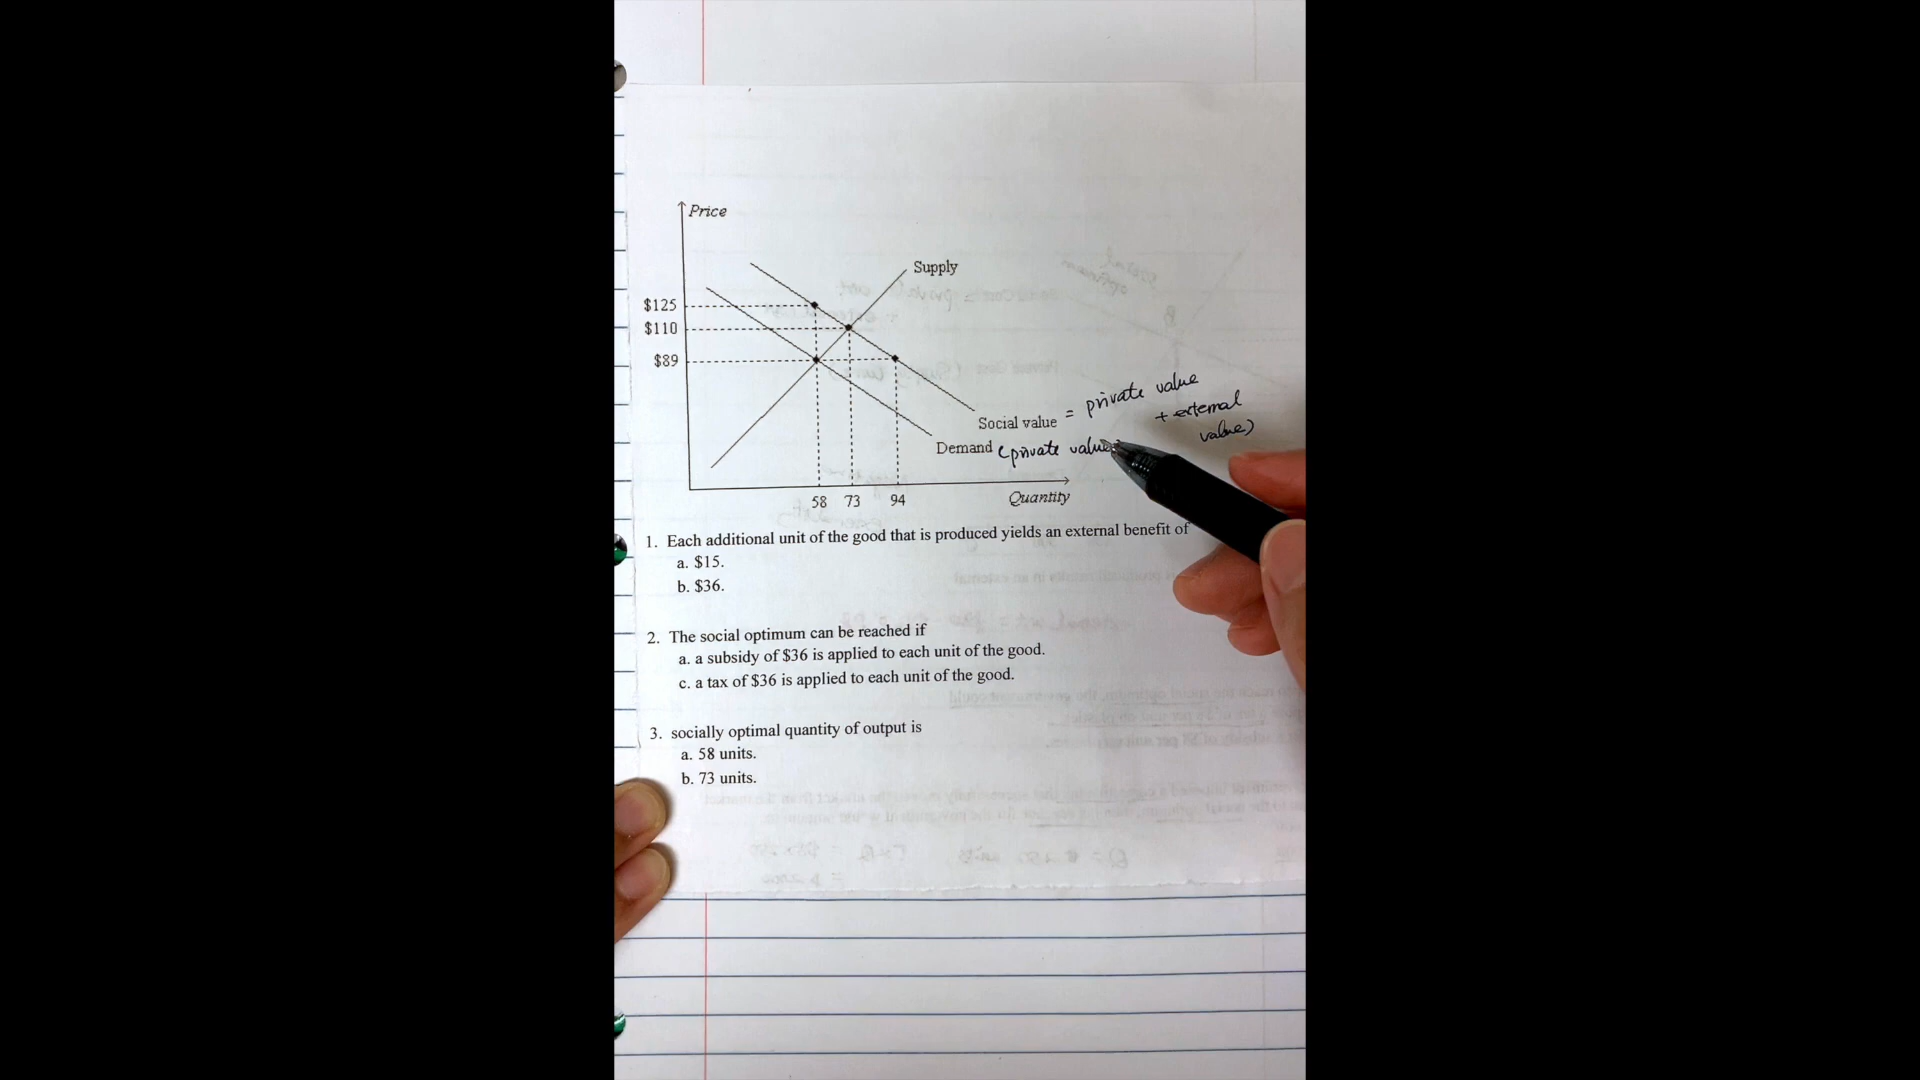 Price
Supply
$125
$110
$89
Social value = private value
+ external
value)
Demand (private value
58 73 94
Quantity
1. Each additional unit of the good that is produced yields an external benefit of
a. $15.
b. $36.
2. The social optimum can be reached if
a. a subsidy of $36 is applied to each unit of the good.
c. a tax of $36 is applied to each unit of the good.
3. socially optimal quantity of output is
a. 58 units.
b. 73 units.